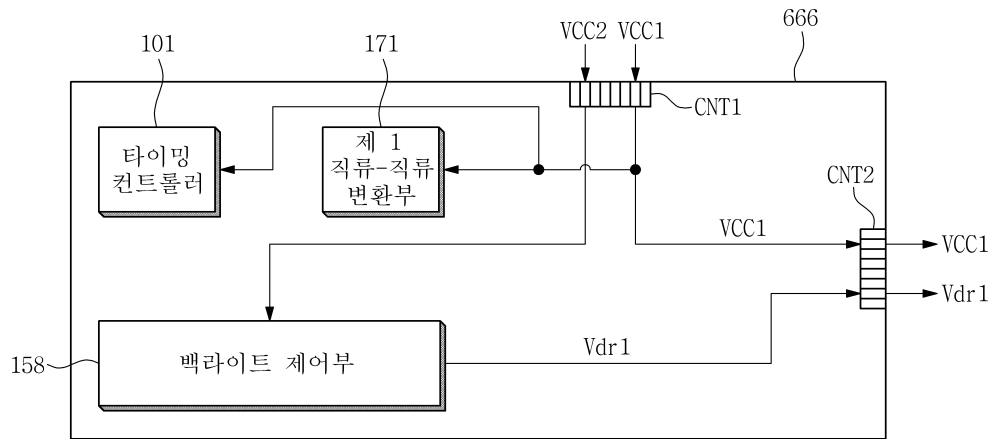 VCC2 VCC1
666
101
171
CNT1
타이밍
컨트롤러
제 1
직류-직류
변환부
CNT2
VCC1
VCC1
Vdr1
Vdr1
158
백라이트 제어부